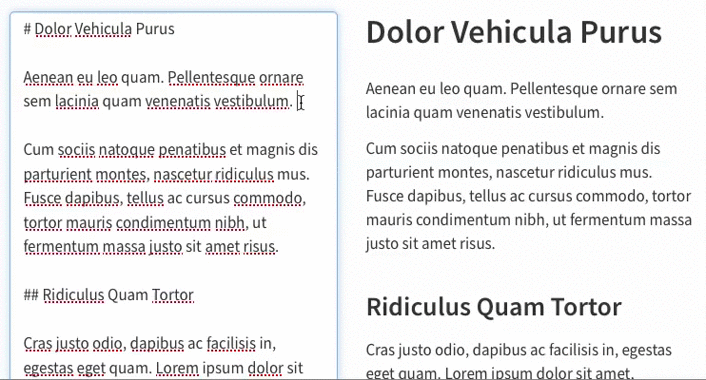 # Dolor Vehicula Purus
Aenean eu leo quam. Pellentesque ornare
sem lacinia quam venenatis vestibulum.
Cum sociis natoque penatibus et magnis dis
parturient montes, nascetur ridiculus mus.
Fusce dapibus, tellus ac cursus commodo,
tortor mauris condimentum nibh, ut
fermentum massa justo sit amet risus.
## Ridiculus Quam Tortor
Cras justo odio, dapibus ac facilisis in,
egestas eget quam. Lorem ipsum dolor sit
Dolor Vehicula Purus
Aenean eu leo quam. Pellentesque ornare sem
lacinia quam venenatis vestibulum.
Cum sociis natoque penatibus et magnis dis
parturient montes, nascetur ridiculus mus.
Fusce dapibus, tellus ac cursus commodo, tortor
mauris condimentum nibh, ut fermentum massa
justo sit amet risus.
Ridiculus Quam Tortor
Cras justo odio, dapibus ac facilisis in, egestas
eget quam. Lorem ipsum dolor sit amet,